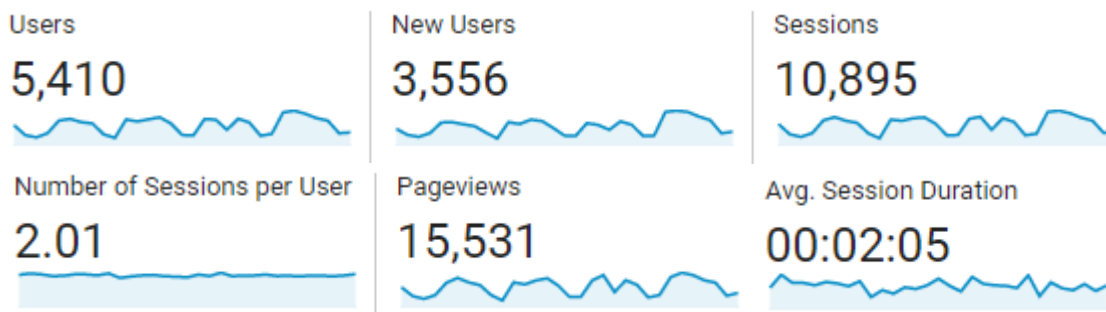 Users
5,410
New Users
3,556
Sessions
10,895
Number of Sessions per User
2.01
Pageviews
15,531
Avg. Session Duration
00:02:05